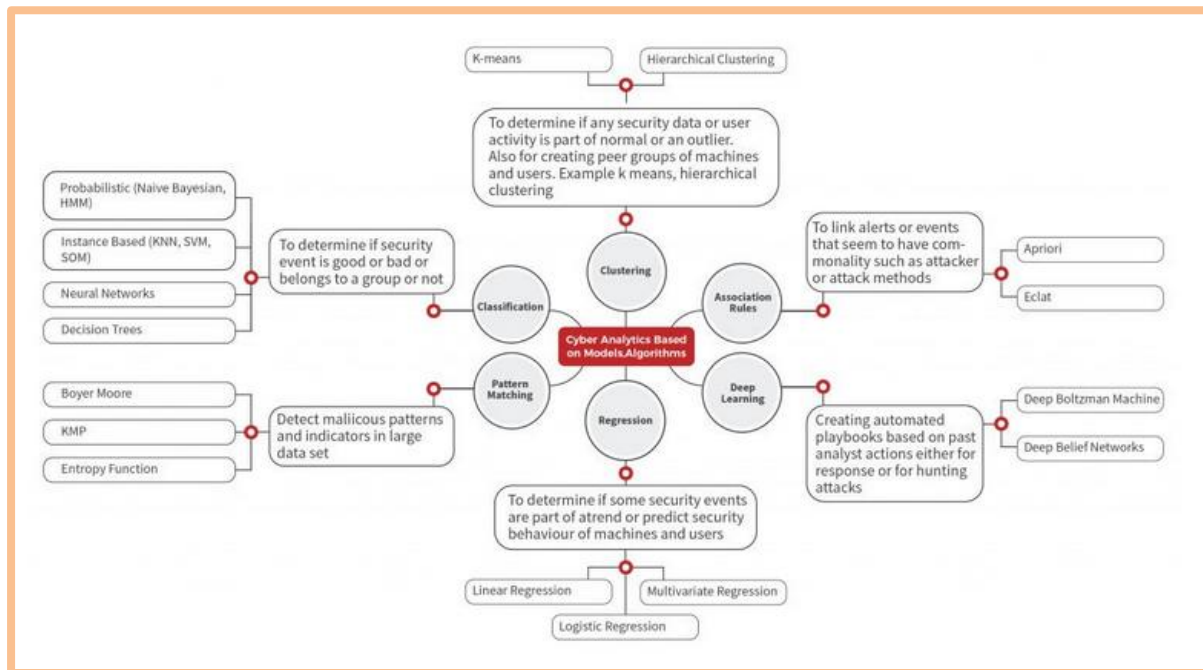 K-means
Hierarchical Clustering
To determine if any security data or user
activity is part of normal or an outlier.
Also for creating peer groups of machines
and users. Example k means, hierarchical
clustering
Clustering
Probabilistic (Naive Bayesian,
HMM)
Instance Based (KNN, SVM,
SOM)
Neural Networks
Decision Trees
To determine if security
event is good or bad or
belongs to a group or not
Classification
To link alerts or events
that seem to have com-
monality such as attacker
or attack methods
Apriori
Eclat
Association
Rules
Cyber Analytics Based
on Models,Algorithms
Boyer Moore
KMP
Entropy Function
Detect maliicous patterns
and indicators in large
data set
Pattern
Matching
Regression
Deep
Learning
Creating automated
playbooks based on past
analyst actions either for
response or for hunting
attacks
Deep Boltzman Machine
Deep Belief Networks
To determine if some security events
are part of atrend or predict security
behaviour of machines and users
Linear Regression
Multivariate Regression
Logistic Regression